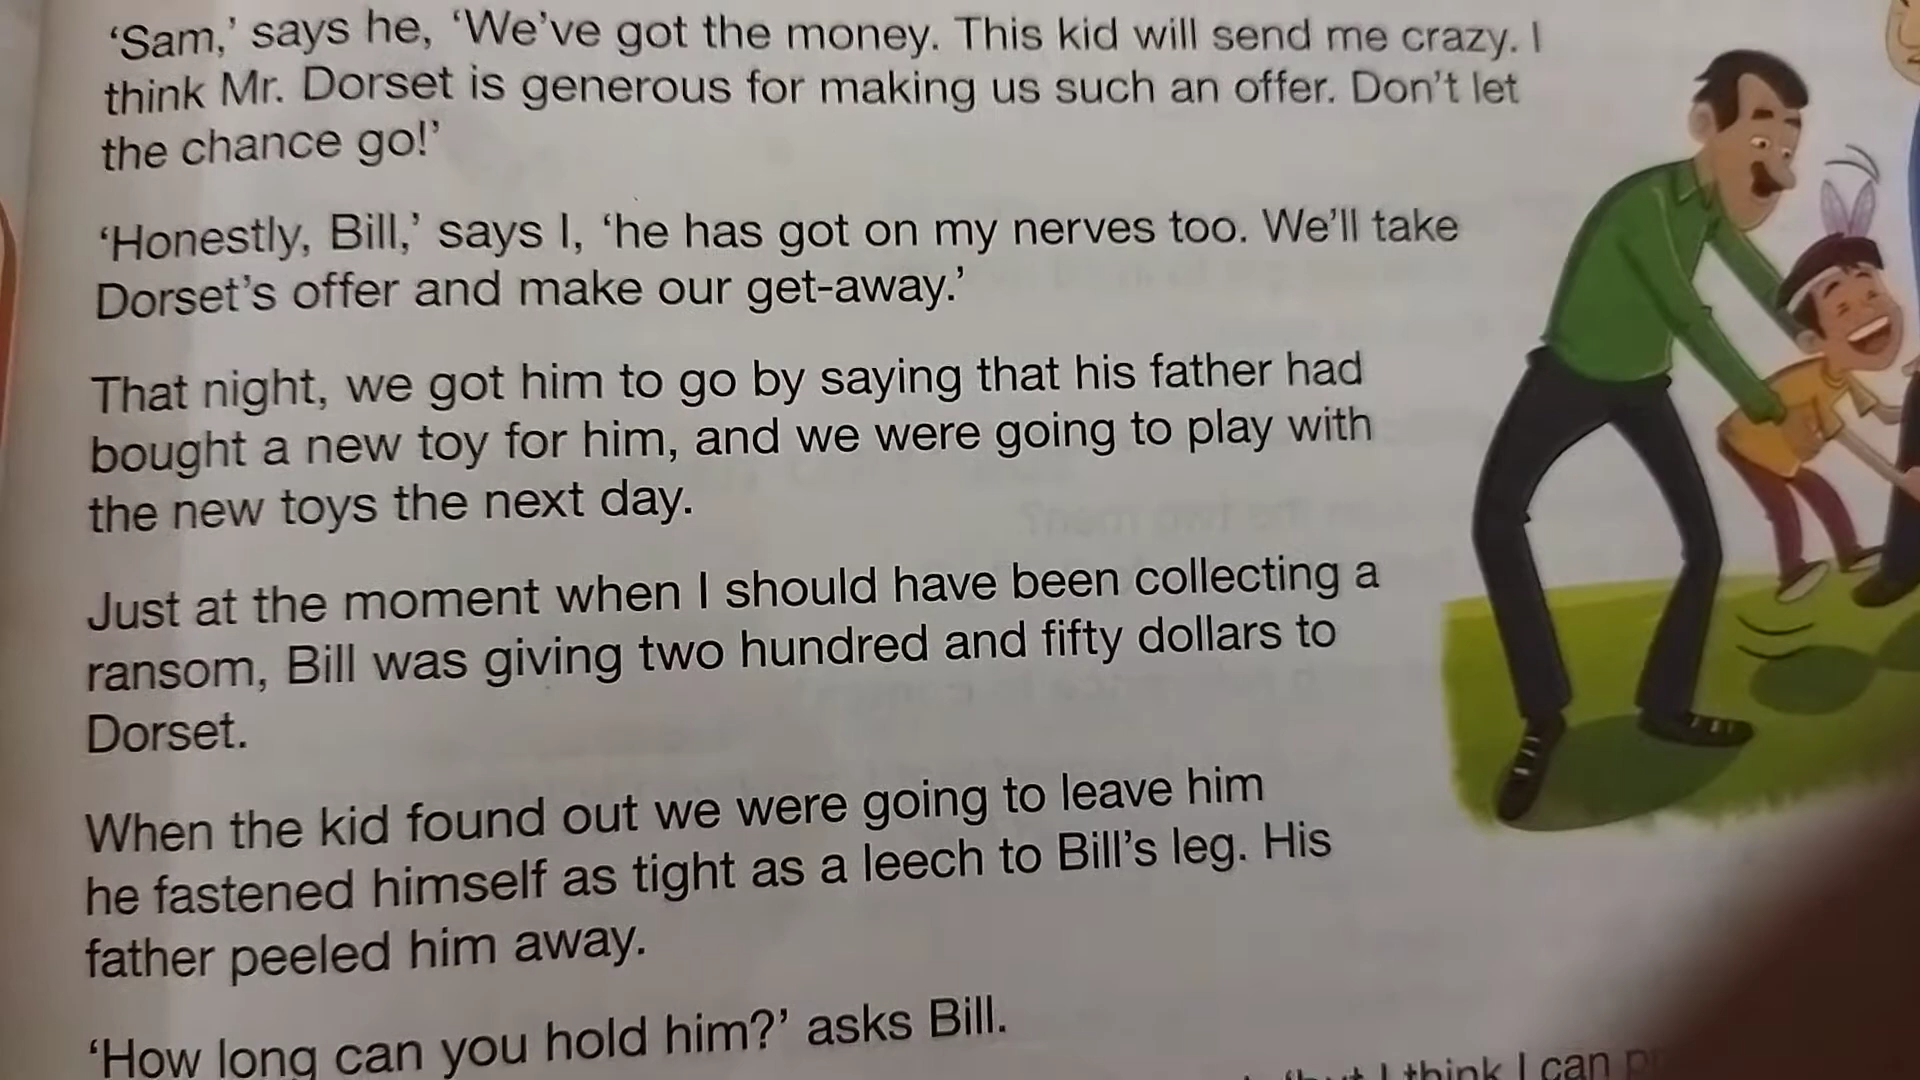 ‘Sam,’ says he, ‘We’ve got the money. This kid will send me crazy. I
think Mr. Dorset is generous for making us such an offer. Don’t let
the chance go!’
‘Honestly, Bill,’ says I, ‘he has got on my nerves too. We’ll take
Dorset’s offer and make our get-away.’
That night, we got him to go by saying that his father had
bought a new toy for him, and we were going to play with
the new toys the next day.
Just at the moment when I should have been collecting a
ransom, Bill was giving two hundred and fifty dollars to
Dorset.
When the kid found out we were going to leave him
he fastened himself as tight as a leech to Bill’s leg. His
father peeled him away.
‘How long can you hold him?’ asks Bill.
I think I can